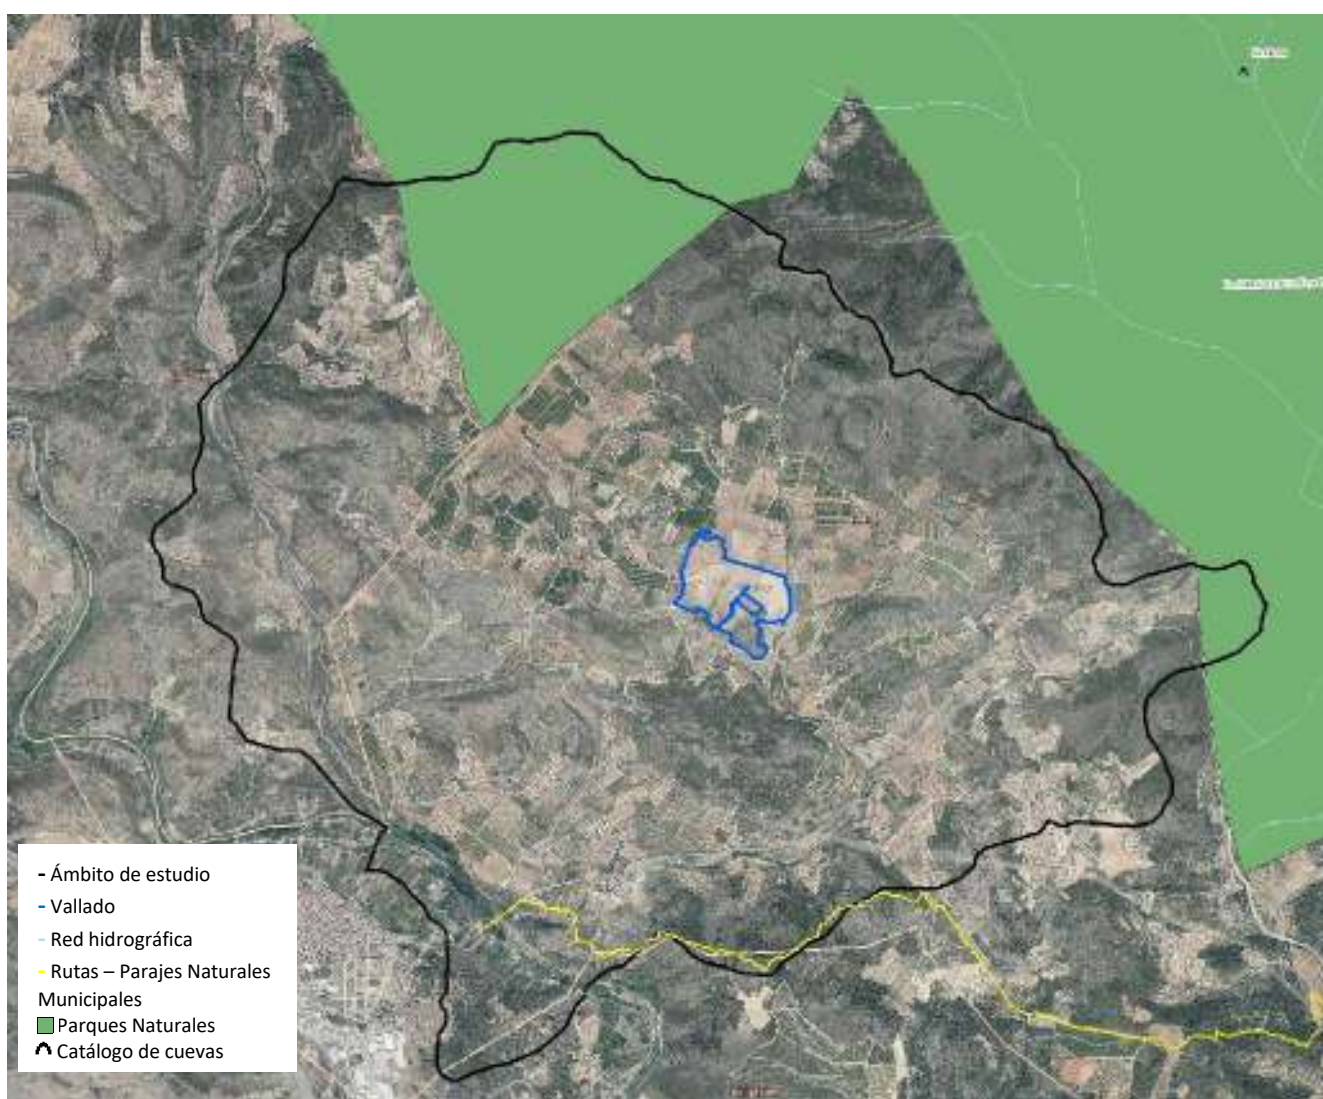 - Ámbito de estudio
- Vallado
- Red hidrográfica
- Rutas – Parajes Naturales
Municipales
Parques Naturales
Catálogo de cuevas